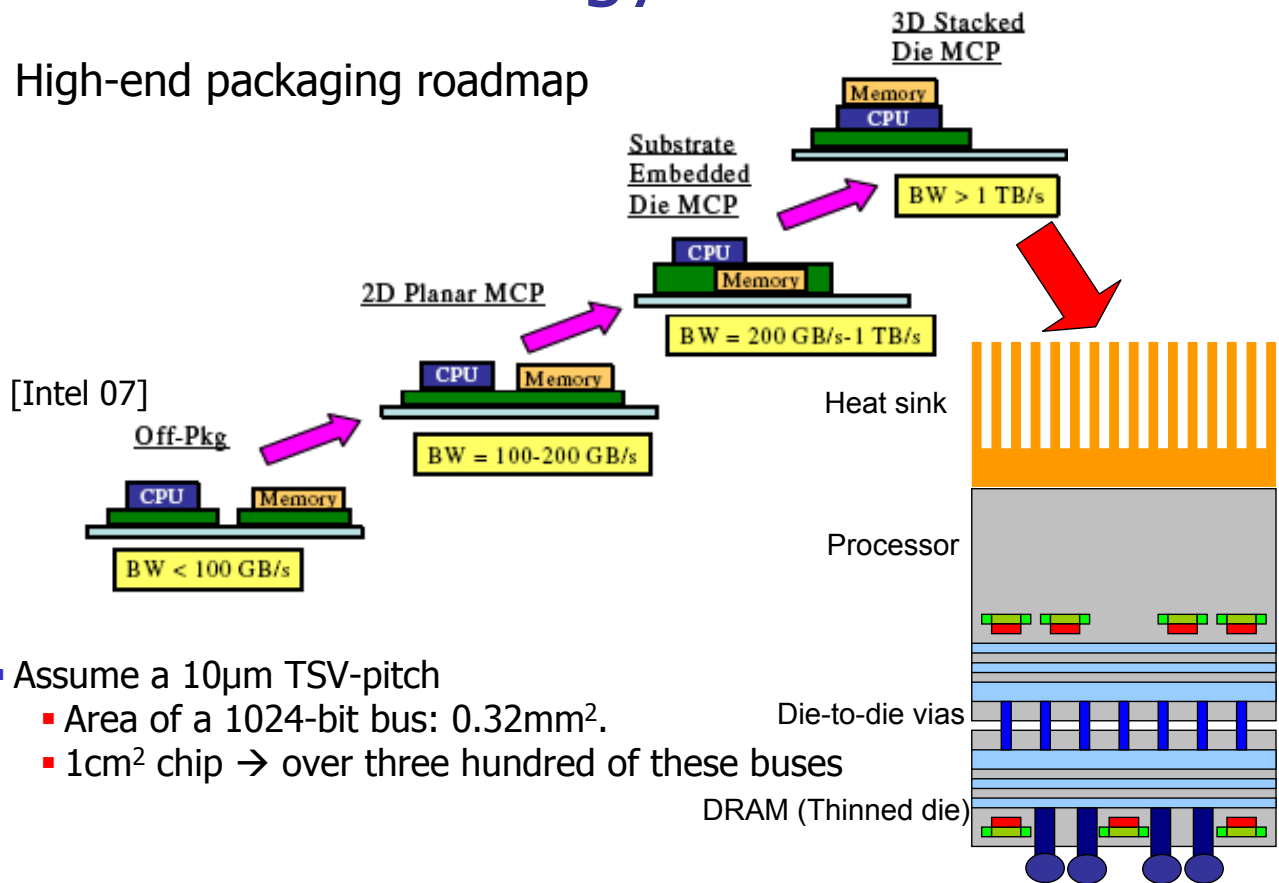 High-end packaging roadmap
3D Stacked
Die MCP
Memory
CPU
BW > 1 TB/s
Substrate
Embedded
Die MCP
CPU
Memory
BW = 200 GB/s-1 TB/s
2D Planar MCP
CPU
Memory
BW = 100-200 GB/s
[Intel 07]
Off-Pkg
CPU
Memory
BW < 100 GB/s
Heat sink
Processor
Die-to-die vias
DRAM (Thinned die)
▪ Assume a 10µm TSV-pitch
▪ Area of a 1024-bit bus: 0.32mm².
▪ 1cm² chip → over three hundred of these buses